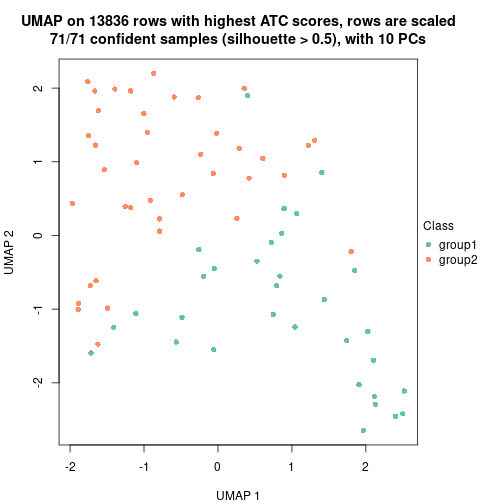 UMAP on 13836 rows with highest ATC scores, rows are scaled
71/71 confident samples (silhouette > 0.5), with 10 PCs
2
1
0
-1
-2
UMAP 2
-2
-1
0
1
2
UMAP 1
Class
group1
group2